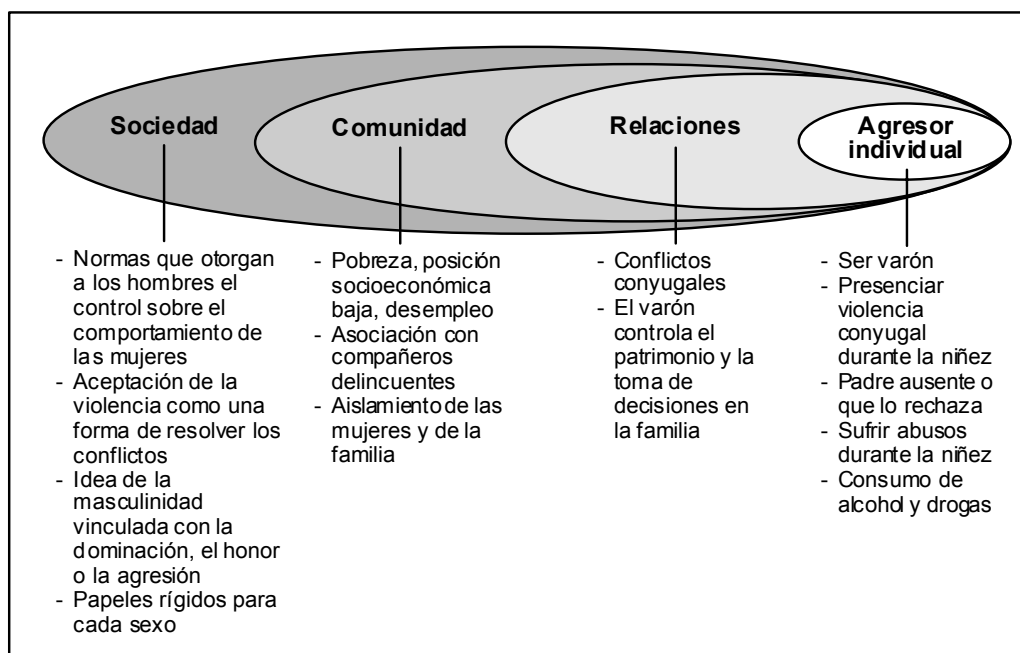 Sociedad
Comunidad
Relaciones
Agresor
individual
- Normas que otorgan
a los hombres el
control sobre el
comportamiento de
las mujeres
- Aceptación de la
violencia como una
forma de resolver los
conflictos
- Idea de la
masculinidad
vinculada con la
dominación, el honor
o la agresión
- Papeles rígidos para
cada sexo
- Pobreza, posición
socioeconómica
baja, desempleo
- Asociación con
compañeros
delincuentes
- Aislamiento de las
mujeres y de la
familia
- Conflictos
conyugales
- El varón
controla el
patrimonio y la
toma de
decisiones en
la familia
- Ser varón
- Presenciar
violencia
conyugal
durante la niñez
- Padre ausente o
que lo rechaza
- Sufrir abusos
durante la niñez
- Consumo de
alcohol y drogas